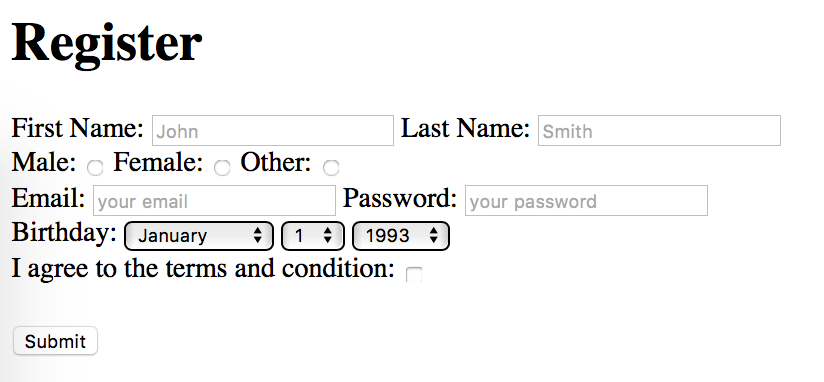 Register
First Name: John Last Name: Smith
Male: Female: Other:
Email: your email Password: your password
Birthday: January 1 1993
I agree to the terms and condition:
Submit